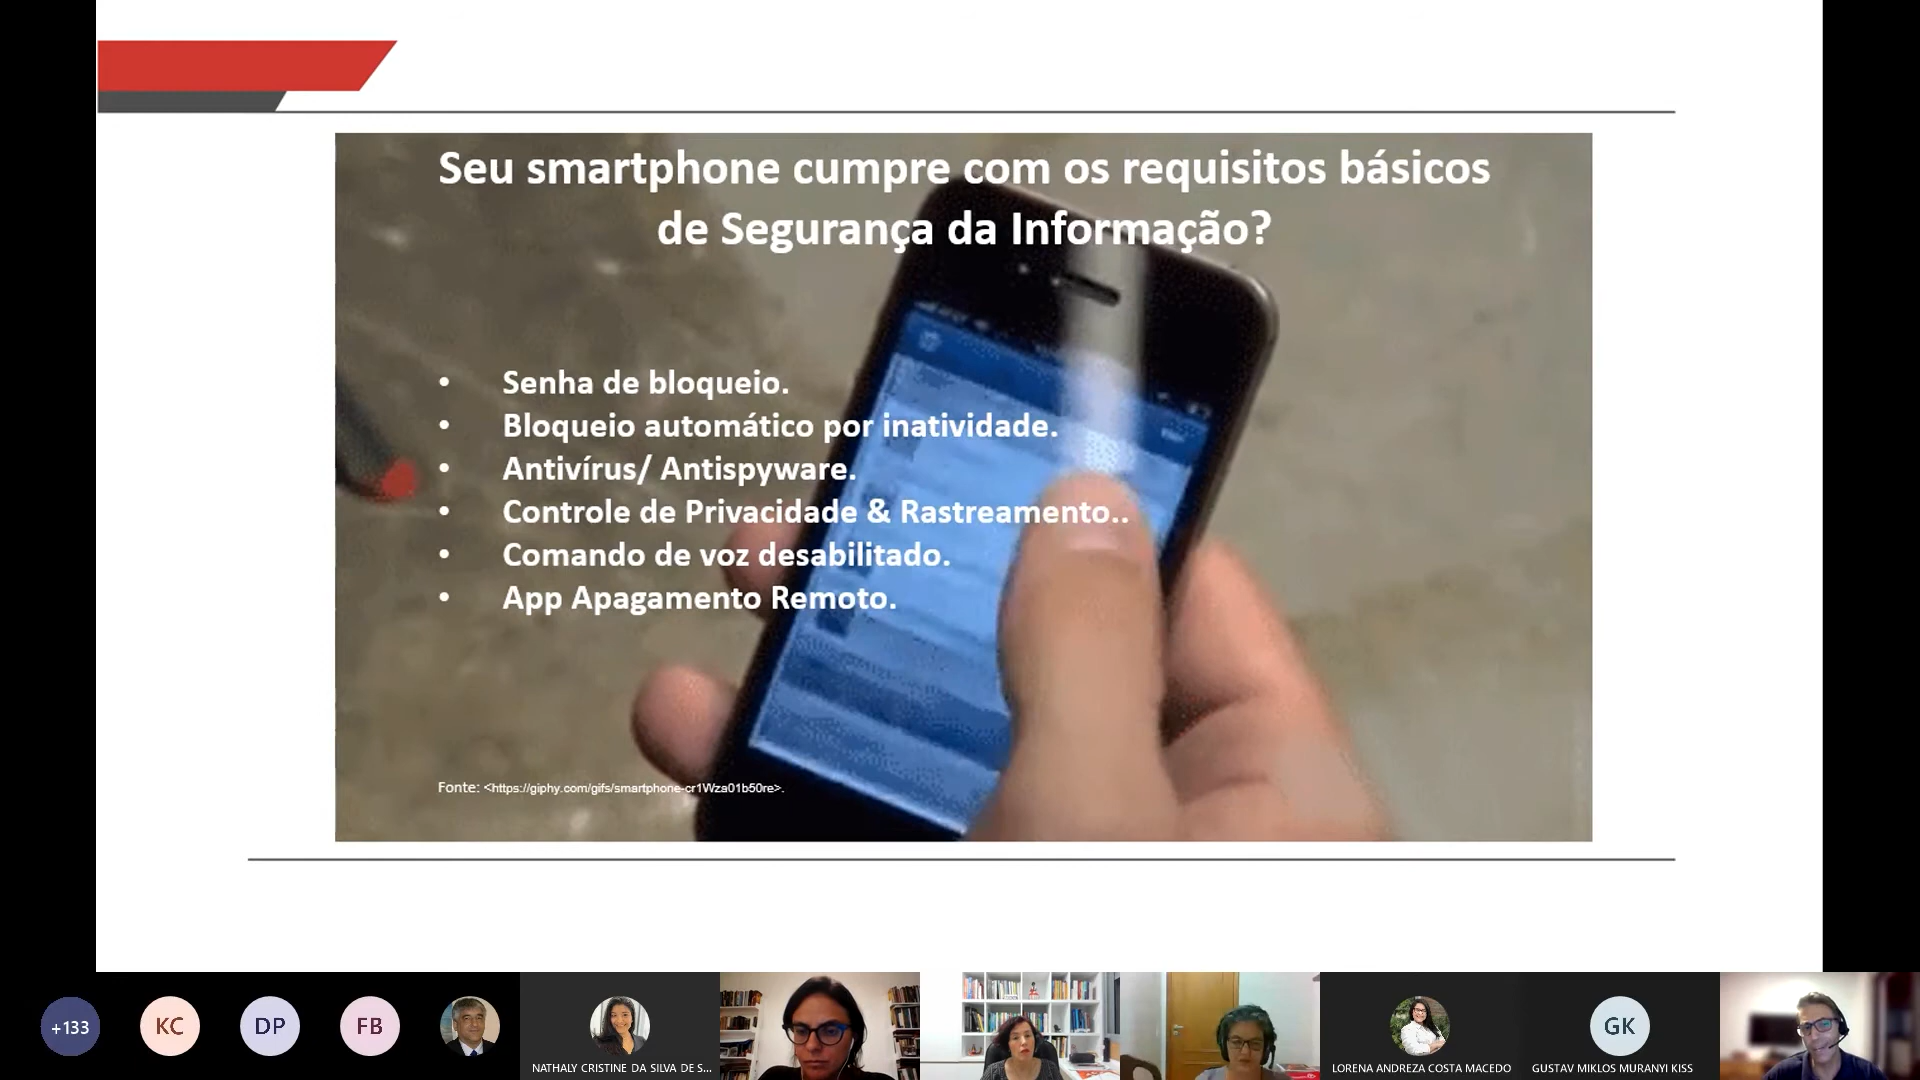 Seu smartphone cumpre com os requisitos básicos
de Segurança da Informação?
• Senha de bloqueio.
• Bloqueio automático por inatividade.
• Antivírus/ Antispyware.
• Controle de Privacidade & Rastreamento..
• Comando de voz desabilitado.
• App Apagamento Remoto.
Fonte: <https://giphy.com/gifs/smartphone-cr1Wza01b50re>.
+133
KC
DP
FB
NATHALY CRISTINE DA SILVA DE S...
LORENA ANDREZA COSTA MACEDO
GK
GUSTAV MIKLOS MURANYI KISS